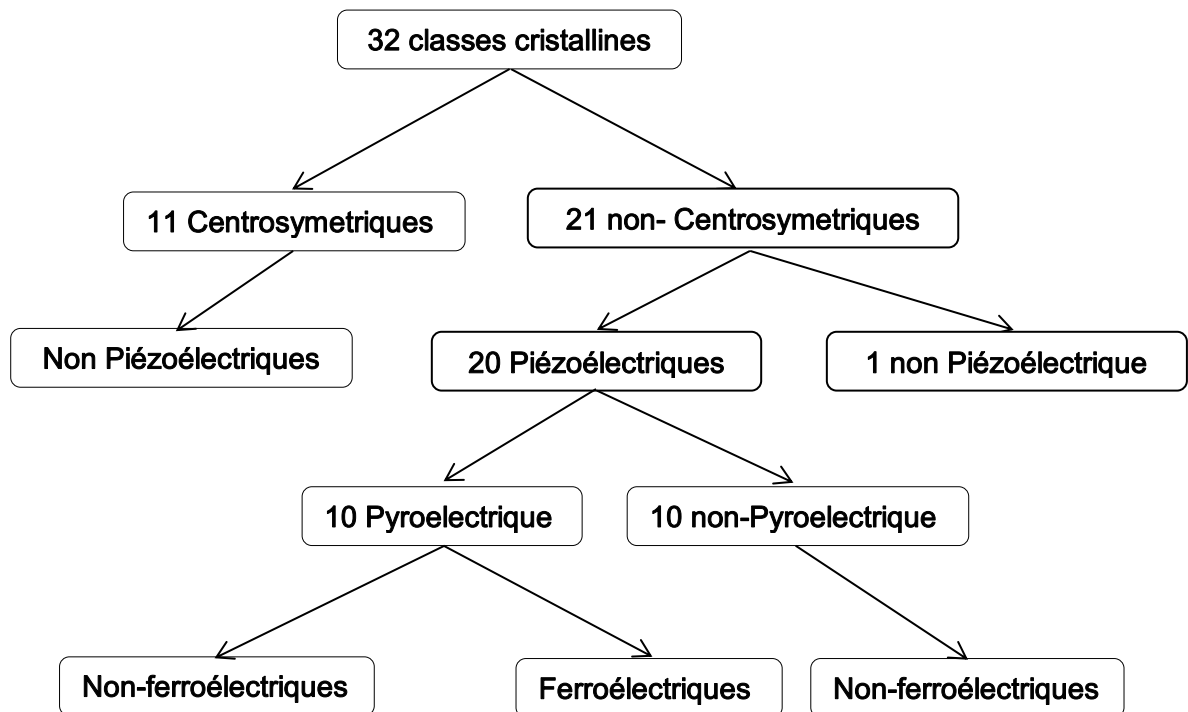 32 classes cristallines
11 Centrosymetriques
21 non- Centrosymetriques
Non Piézoélectriques
20 Piézoélectriques
1 non Piézoélectrique
10 Pyroelectrique
10 non-Pyroelectrique
Non-ferroélectriques
Ferroélectriques
Non-ferroélectriques